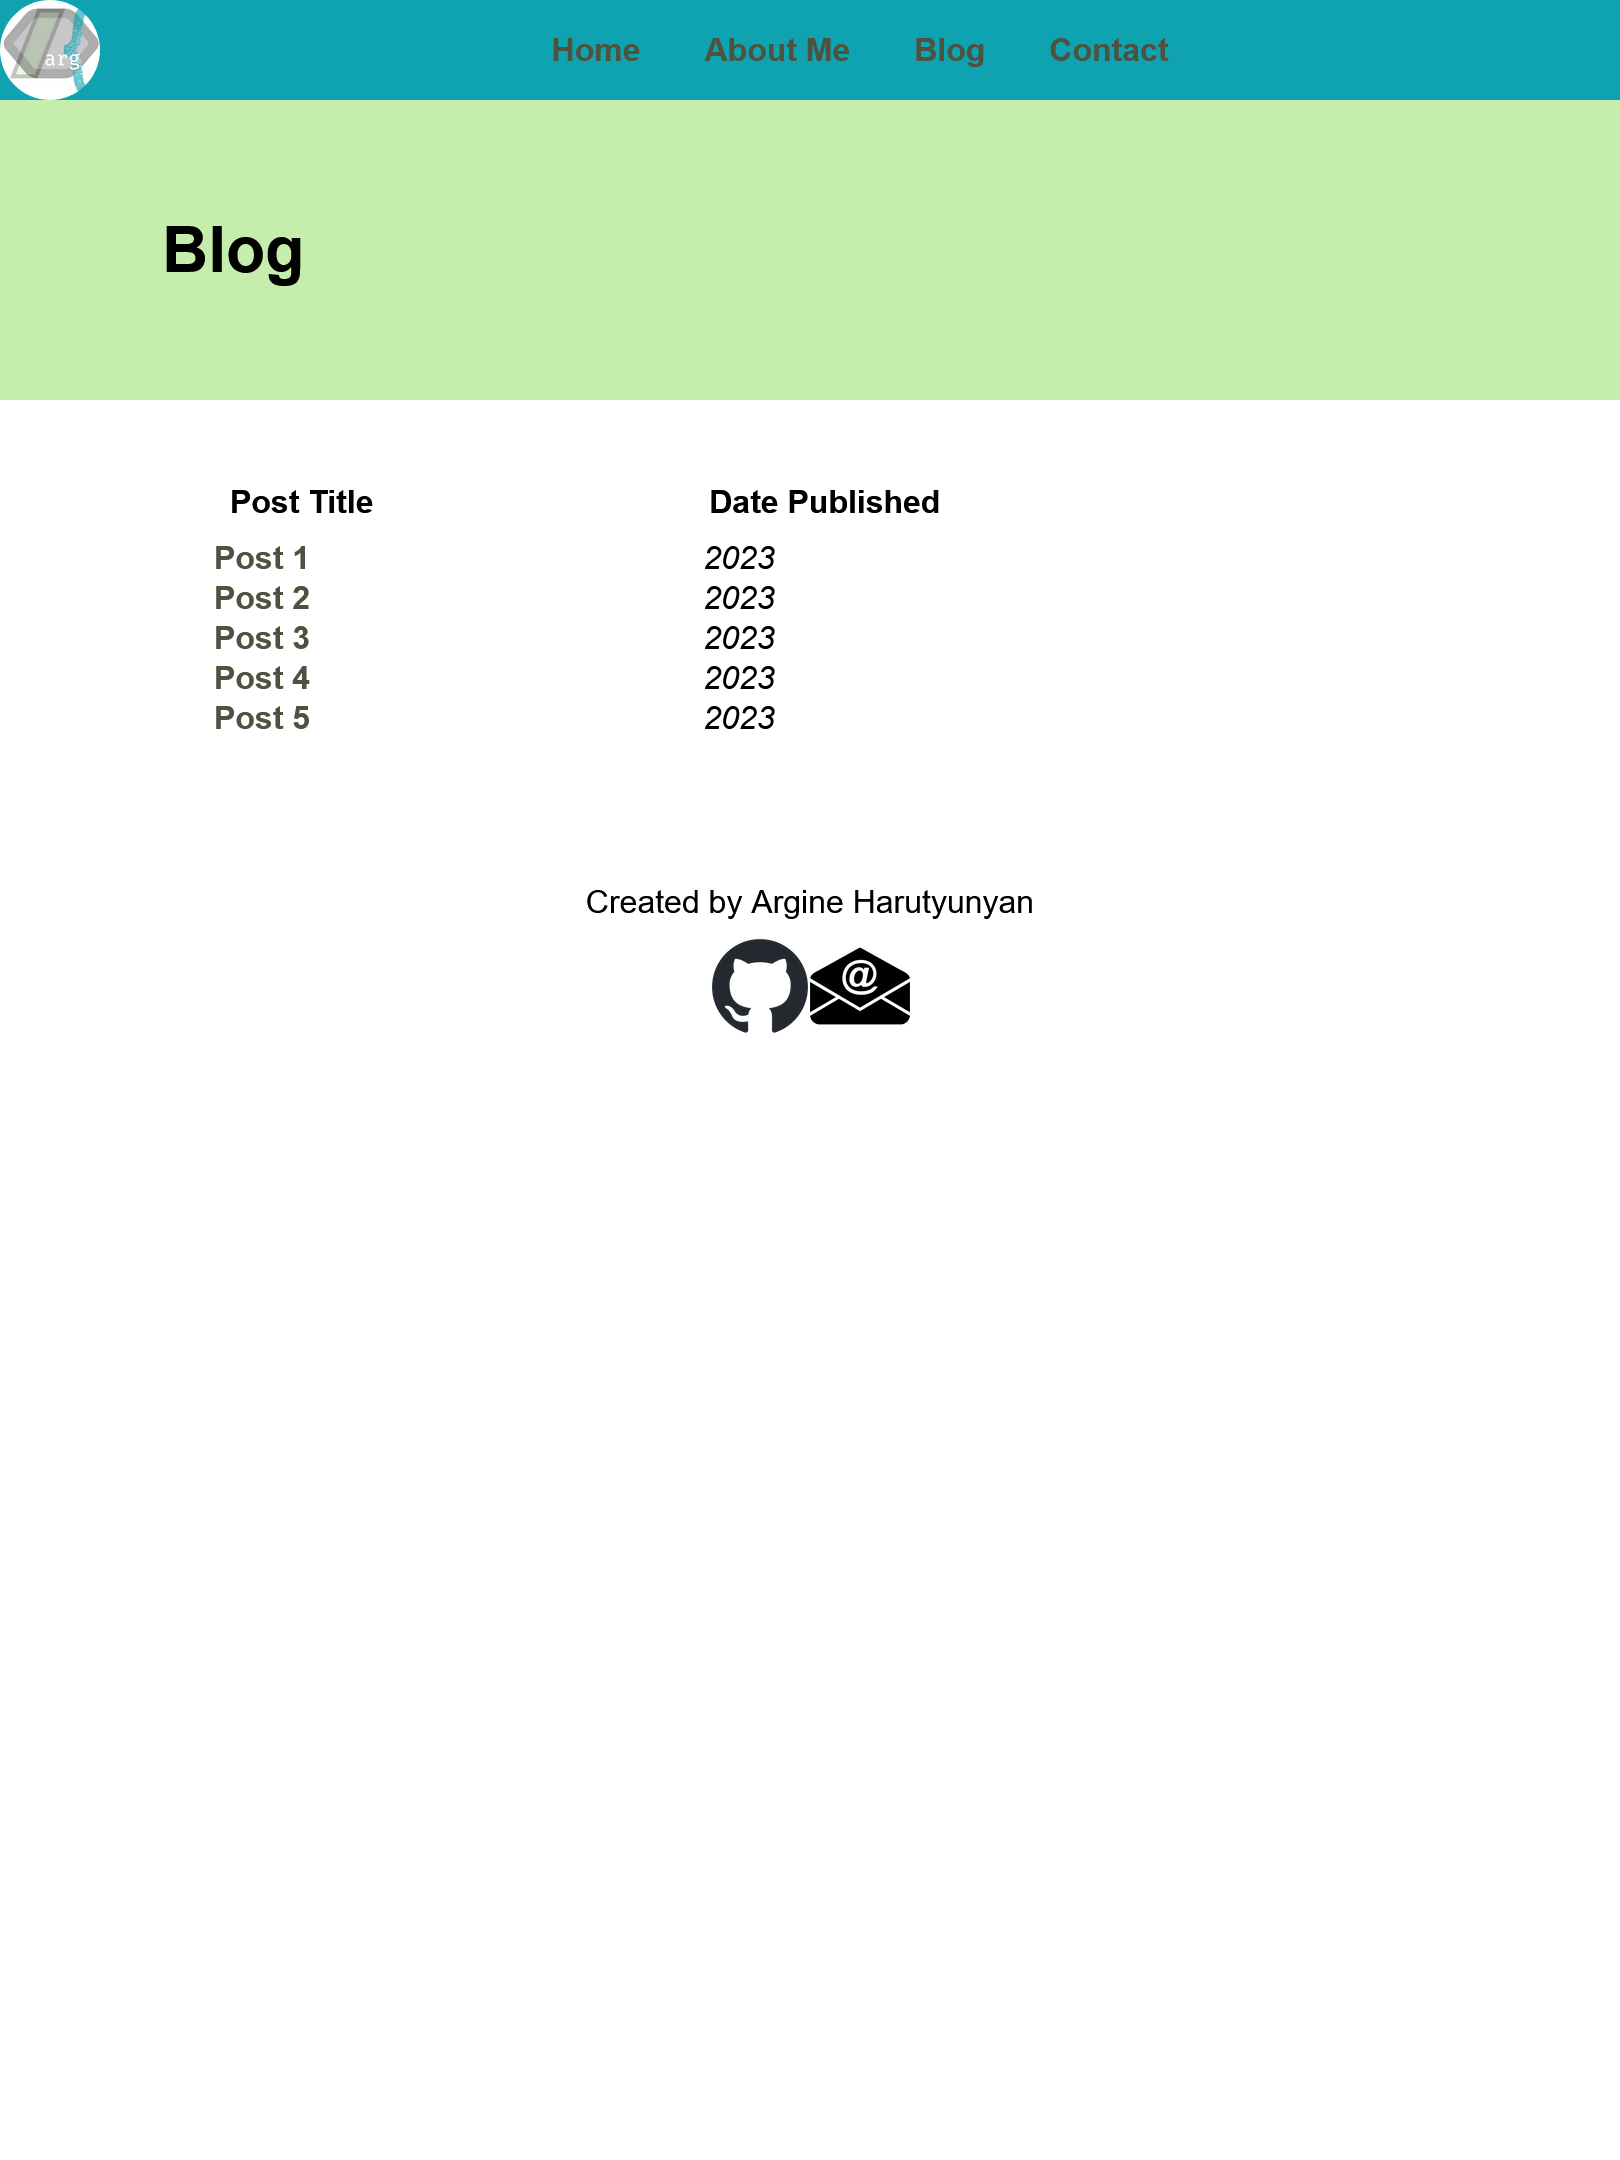 arg
Home About Me Blog Contact
Blog
Post Title Date Published
Post 1 2023
Post 2 2023
Post 3 2023
Post 4 2023
Post 5 2023
Created by Argine Harutyunyan
@